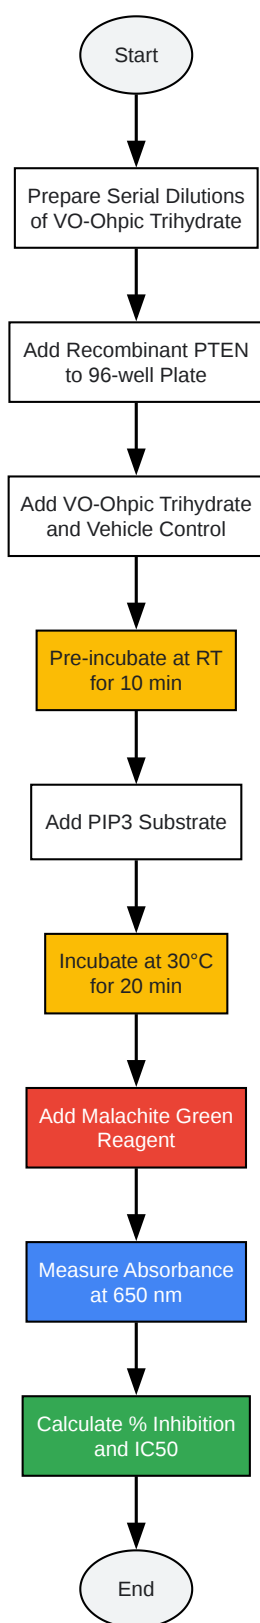 Start
Prepare Serial Dilutions
of VO-Ohpic Trihydrate
Add Recombinant PTEN
to 96-well Plate
Add VO-Ohpic Trihydrate
and Vehicle Control
Pre-incubate at RT
for 10 min
Add PIP3 Substrate
Incubate at 30°C
for 20 min
Add Malachite Green
Reagent
Measure Absorbance
at 650 nm
Calculate % Inhibition
and IC50
End